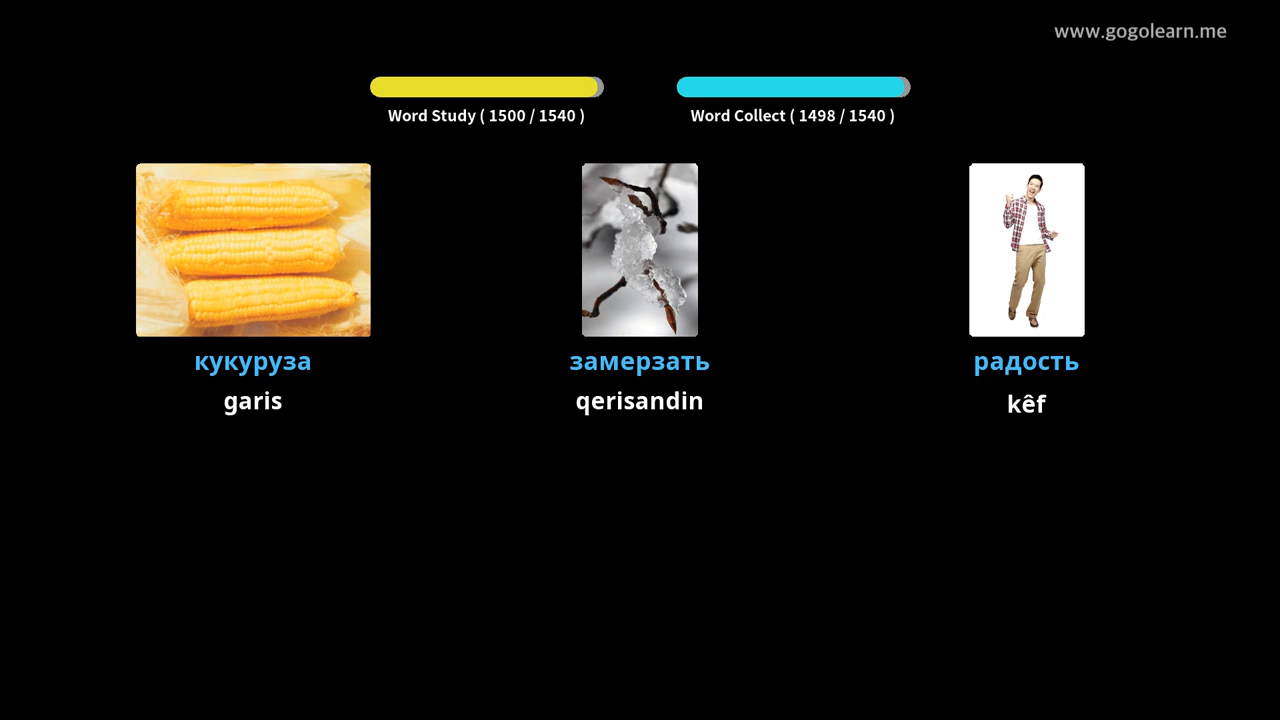 www.gogolearn.me
Word Study ( 1500 / 1540 )
Word Collect ( 1498 / 1540 )
кукуруза
замерзать
радость
garis
qerisandin
kêf